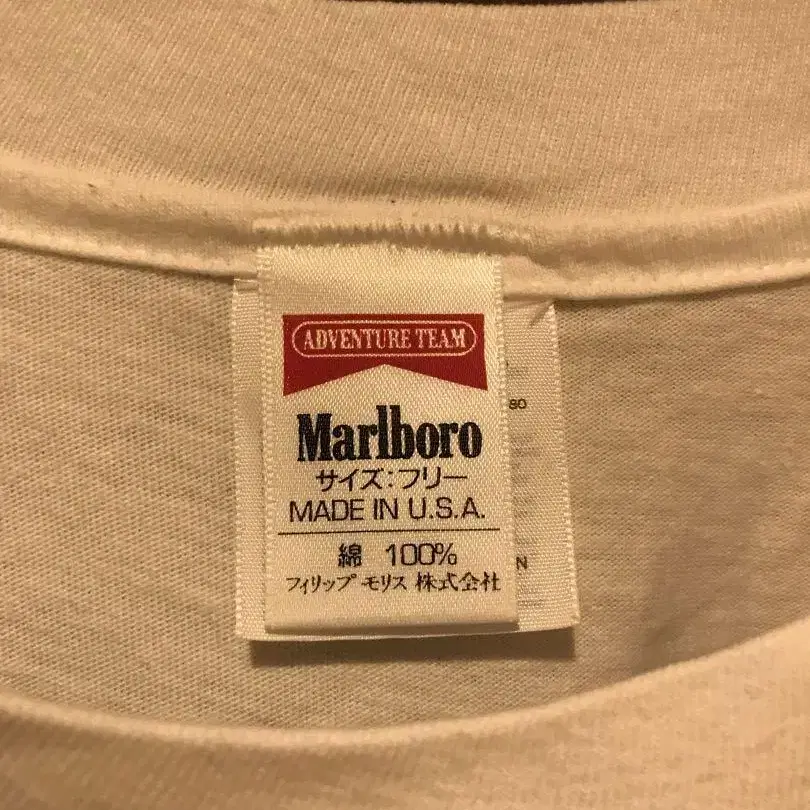 ADVENTURE TEAM
Marlboro
サイズ:フリー
MADE IN U.S.A.
綿 100%
フィリップ モリス 株式会社
80
N